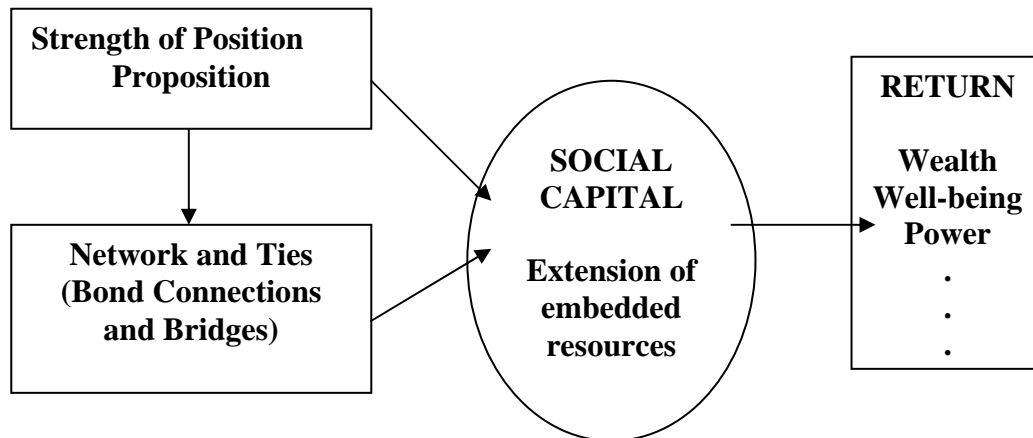 Strength of Position
Proposition
Network and Ties
(Bond Connections
and Bridges)
SOCIAL
CAPITAL
Extension of
embedded
resources
RETURN
Wealth
Well-being
Power
.
.
.